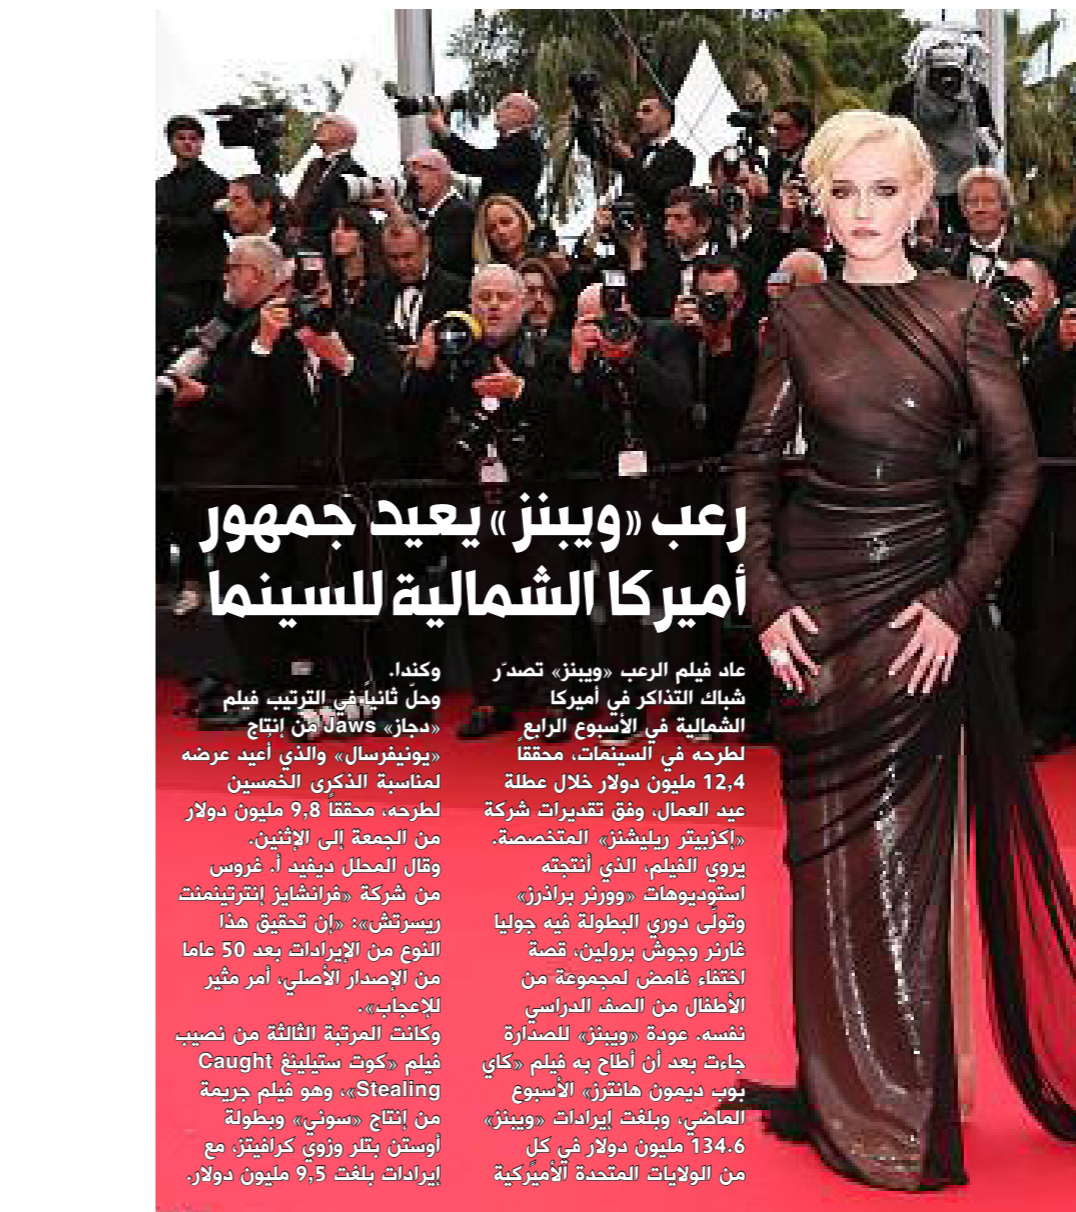 رعب «ويبنز» يعيد جمهور
أميركا الشمالية للسينما
عاد فيلم الرعب «ويبنز» تصدّر
شباك التذاكر في أميركا
الشمالية في الأسبوع الرابع
لطرحه في السينمات، محققاً
12,4 مليون دولار خلال عطلة
عيد العمال، وفق تقديرات شركة
«إكزبيتر ريليشنز» المتخصصة.
يروي الفيلم، الذي أنتجته
استوديوهات «وورنر براذرز»
وتولّى دوري البطولة فيه جوليا
غارنر وجوش برولين، قصة
اختفاء غامض لمجموعة من
الأطفال من الصف الدراسي
نفسه. عودة «ويبنز» للصدارة
جاءت بعد أن أطاح به فيلم «كاي
بوب ديمون هانترز» الأسبوع
الماضي، وبلغت إيرادات «ويبنز»
134.6 مليون دولار في كل
من الولايات المتحدة الأميركية
وكندا.
وحلّ ثانياً في الترتيب فيلم
«دجاز» Jaws من إنتاج
«يونيفرسال» والذي أعيد عرضه
لمناسبة الذكرى الخمسين
لطرحه، محققاً 9,8 مليون دولار
من الجمعة إلى الإثنين.
وقال المحلل ديفيد أ. غروس
من شركة «فرانشايز إنترتينمنت
ريسرتش»: «إن تحقيق هذا
النوع من الإيرادات بعد 50 عاما
من الإصدار الأصلي، أمر مثير
للإعجاب».
وكانت المرتبة الثالثة من نصيب
فيلم «كوت ستيلينغ Caught
Stealing»، وهو فيلم جريمة
من إنتاج «سوني» وبطولة
أوستن بتلر وزوي كرافيتز، مع
إيرادات بلغت 9,5 مليون دولار.